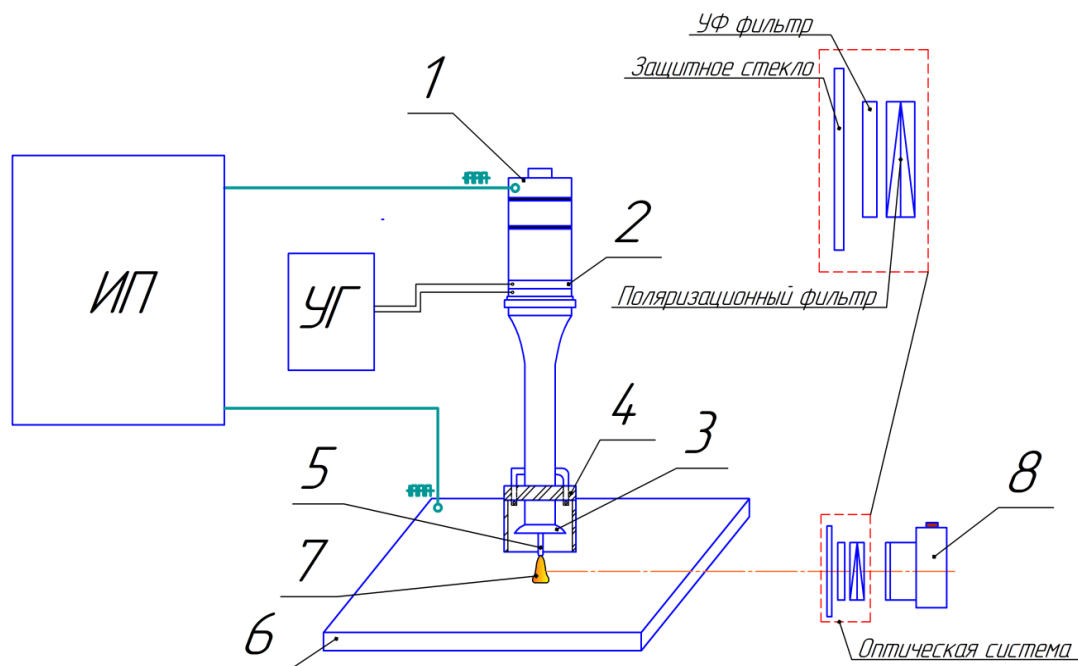 УФ фильтр
Защитное стекло
1
2
ИП
УГ
Поляризационный фильтр
4
3
5
8
7
6
Оптическая система